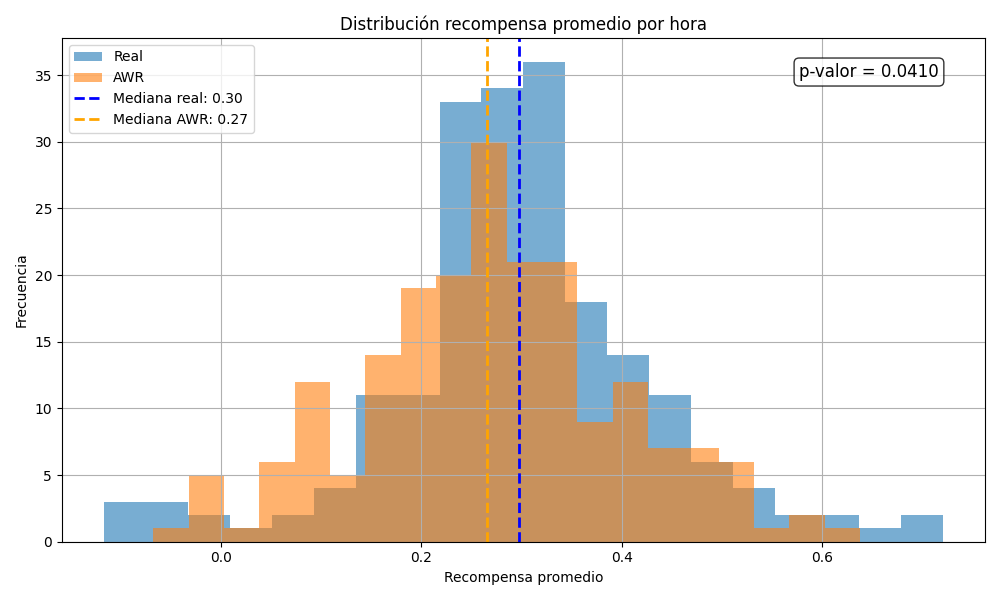 Distribución recompensa promedio por hora
Real
AWR
Mediana real: 0.30
Mediana AWR: 0.27
p-valor = 0.0410
Frecuencia
35
30
25
20
15
10
5
0
0.0
0.2
0.4
0.6
Recompensa promedio